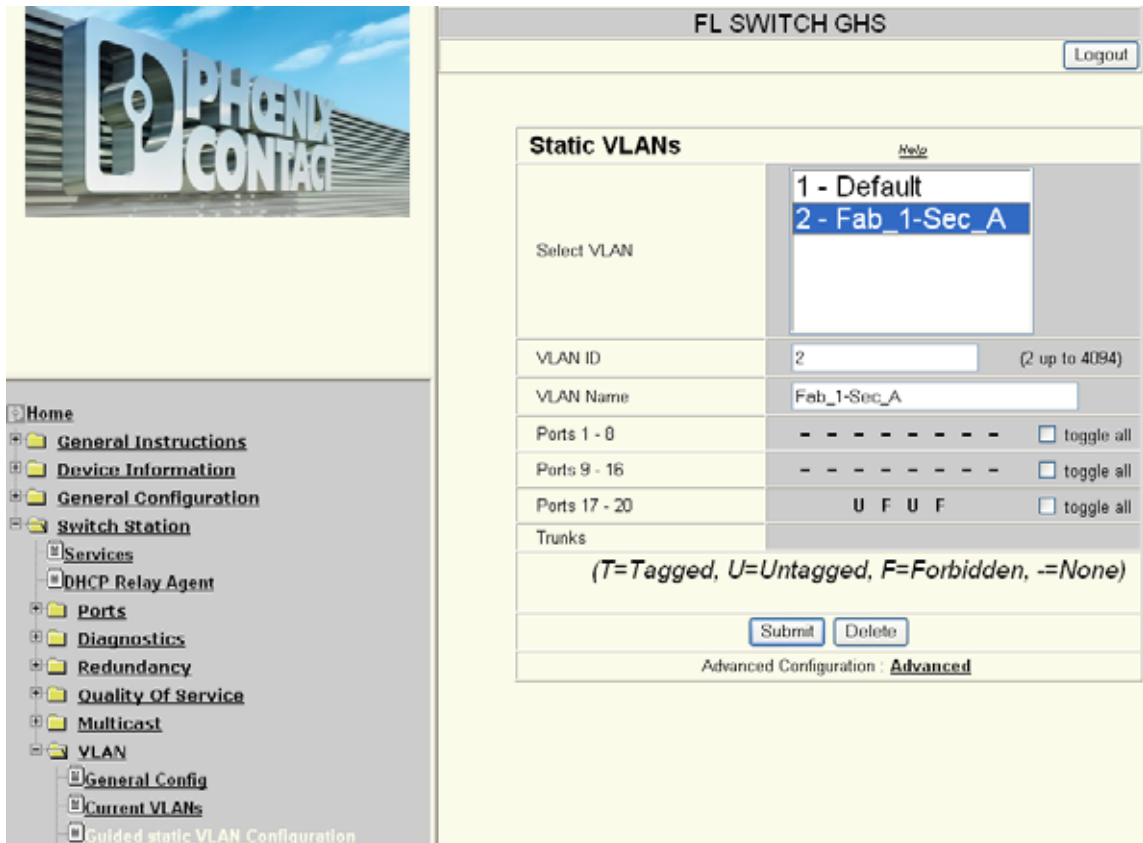 PHŒNIX
CONTACT
Home
General Instructions
Device Information
General Configuration
Switch Station
Services
DHCP Relay Agent
Ports
Diagnostics
Redundancy
Quality Of Service
Multicast
VLAN
General Config
Current VLANs
Guided static VLAN Configuration
FL SWITCH GHS
Logout
Static VLANs Help
Select VLAN
1 - Default
2 - Fab_1-Sec_A
VLAN ID 2 (2 up to 4094)
VLAN Name Fab_1-Sec_A
Ports 1 - 8 - - - - - - - - toggle all
Ports 9 - 16 - - - - - - - - toggle all
Ports 17 - 20 U F U F toggle all
Trunks
(T=Tagged, U=Untagged, F=Forbidden, -=None)
Submit Delete
Advanced Configuration : Advanced